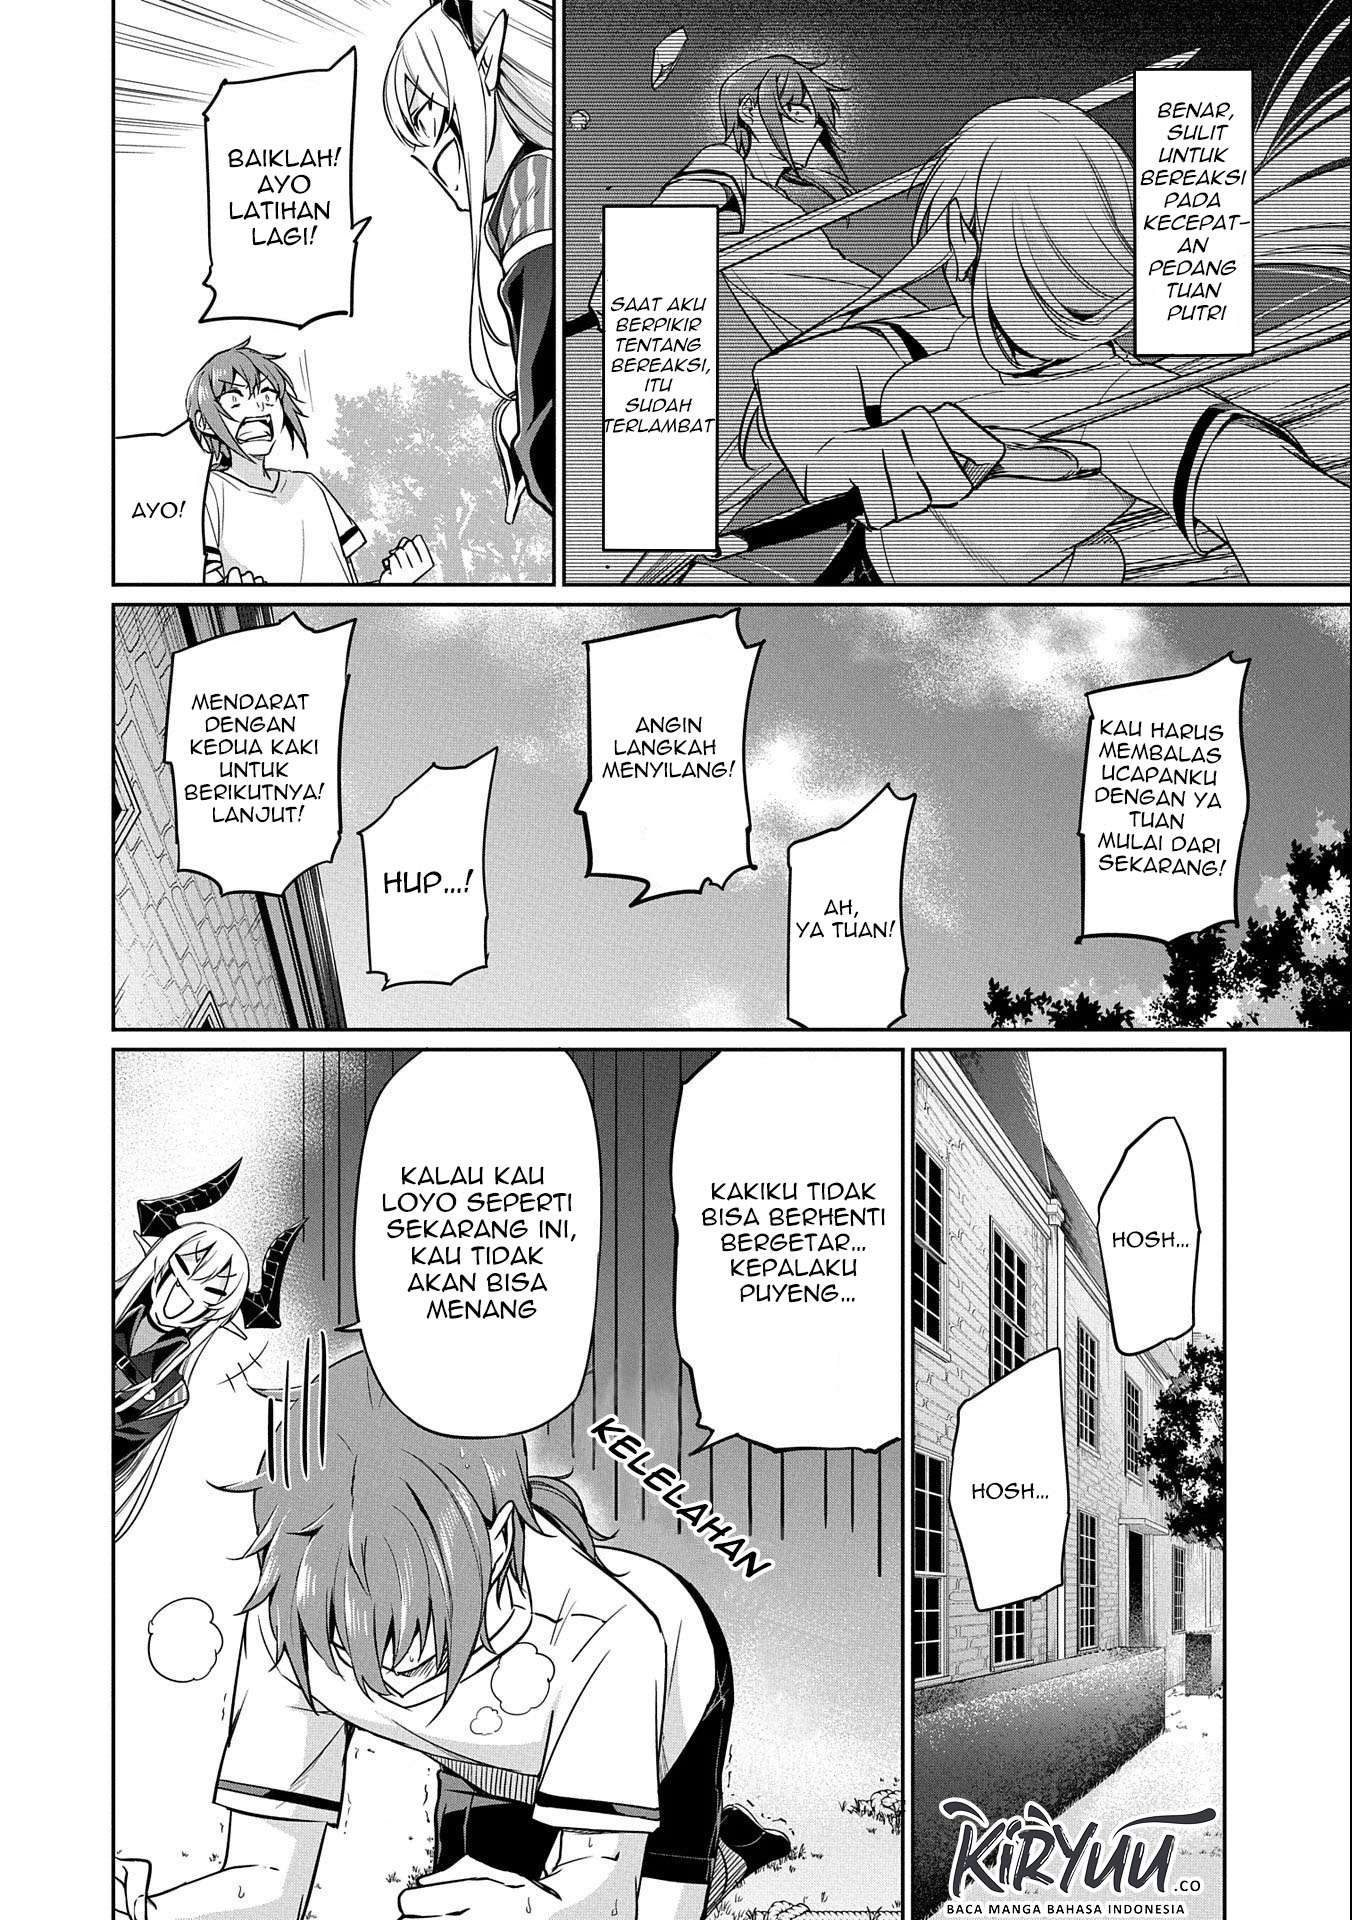 BENAR,
SULIT
UNTUK
BEREAKSI
PADA
KECEPAT-
AN
PEDANG
TUAN
PUTRI
SAAT AKU
BERPIKIR
TENTANG
BEREAKSI,
ITU
SUDAH
TERLAMBAT
BAIKLAH!
AYO
LATIHAN
LAGI!
AYO!
KAU HARUS
MEMBALAS
UCAPANKU
DENGAN YA
TUAN
MULAI DARI
SEKARANG!
AH,
YA TUAN!
ANGIN
LANGKAH
MENYILANG!
HUP...!
MENDARAT
DENGAN
KEDUA KAKI
UNTUK
BERIKUTNYA!
LANJUT!
HOSH...
HOSH...
KAKIKU TIDAK
BISA BERHENTI
BERGETAR...
KEPALAKU
PUYENG...
KALAU KAU
LOYO SEPERTI
SEKARANG INI,
KAU TIDAK
AKAN BISA
MENANG
KELELAHAN
KIRYUU.CO
BACA MANGA BAHASA INDONESIA